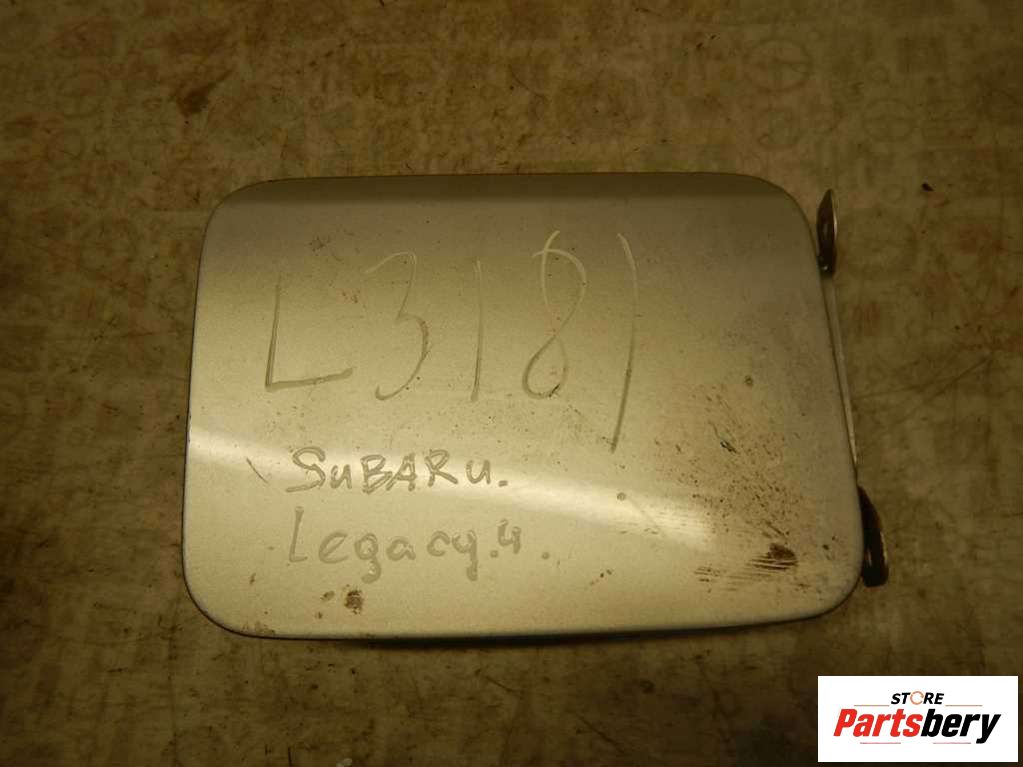 L3181
SuBARu.
Legacy.4.
STORE
Partsbery